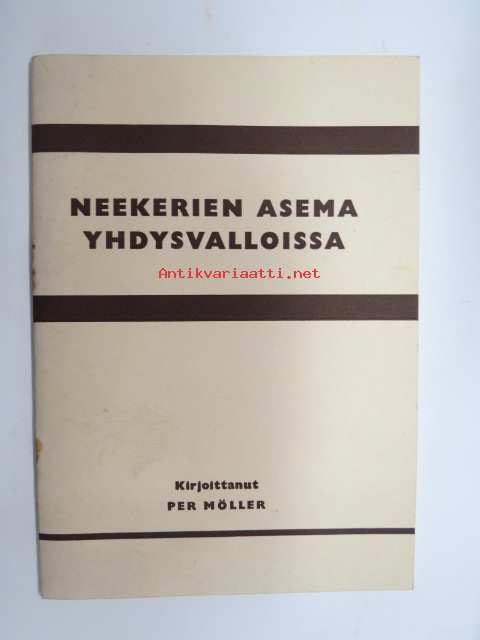 NEEKERIEN ASEMA
YHDYSVALLOISSA
Antikvariaatti.net
Kirjoittanut
PER MÖLLER